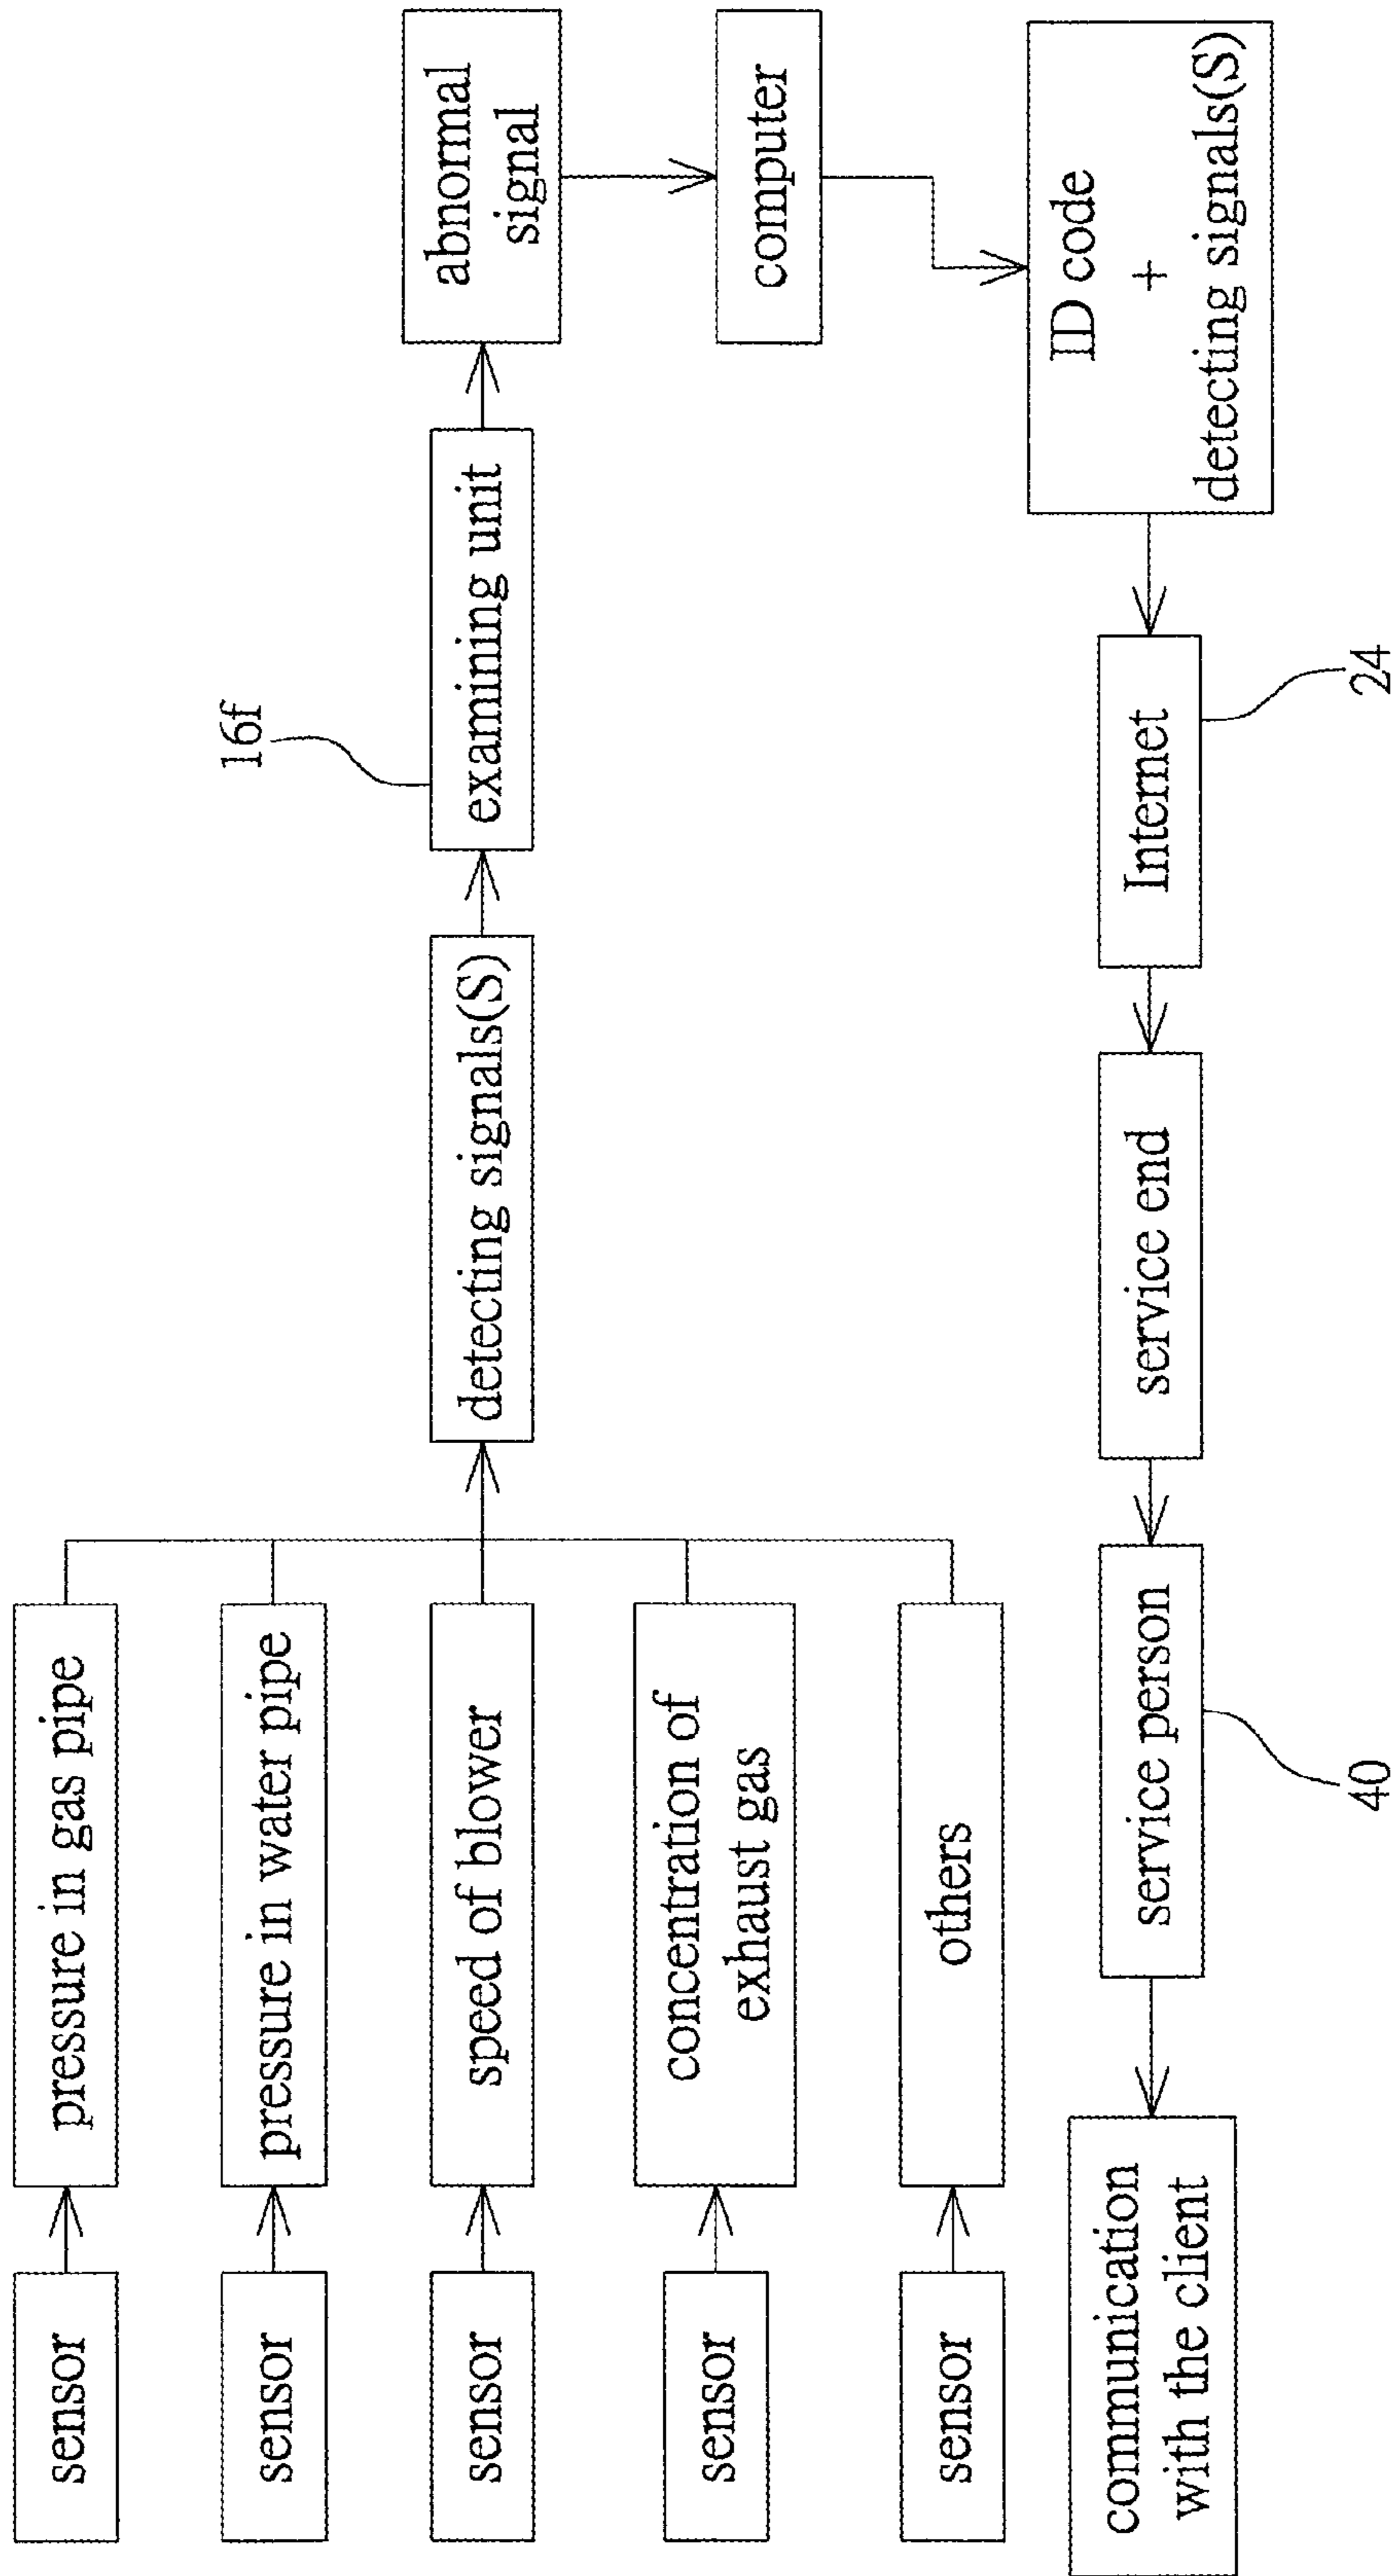 sensor
pressure in gas pipe
sensor
pressure in water pipe
sensor
speed of blower
sensor
concentration of
exhaust gas
sensor
others
detecting signals(S)
16f
examining unit
abnormal
signal
computer
ID code
+
detecting signals(S)
Internet
24
service end
service person
40
communication
with the client